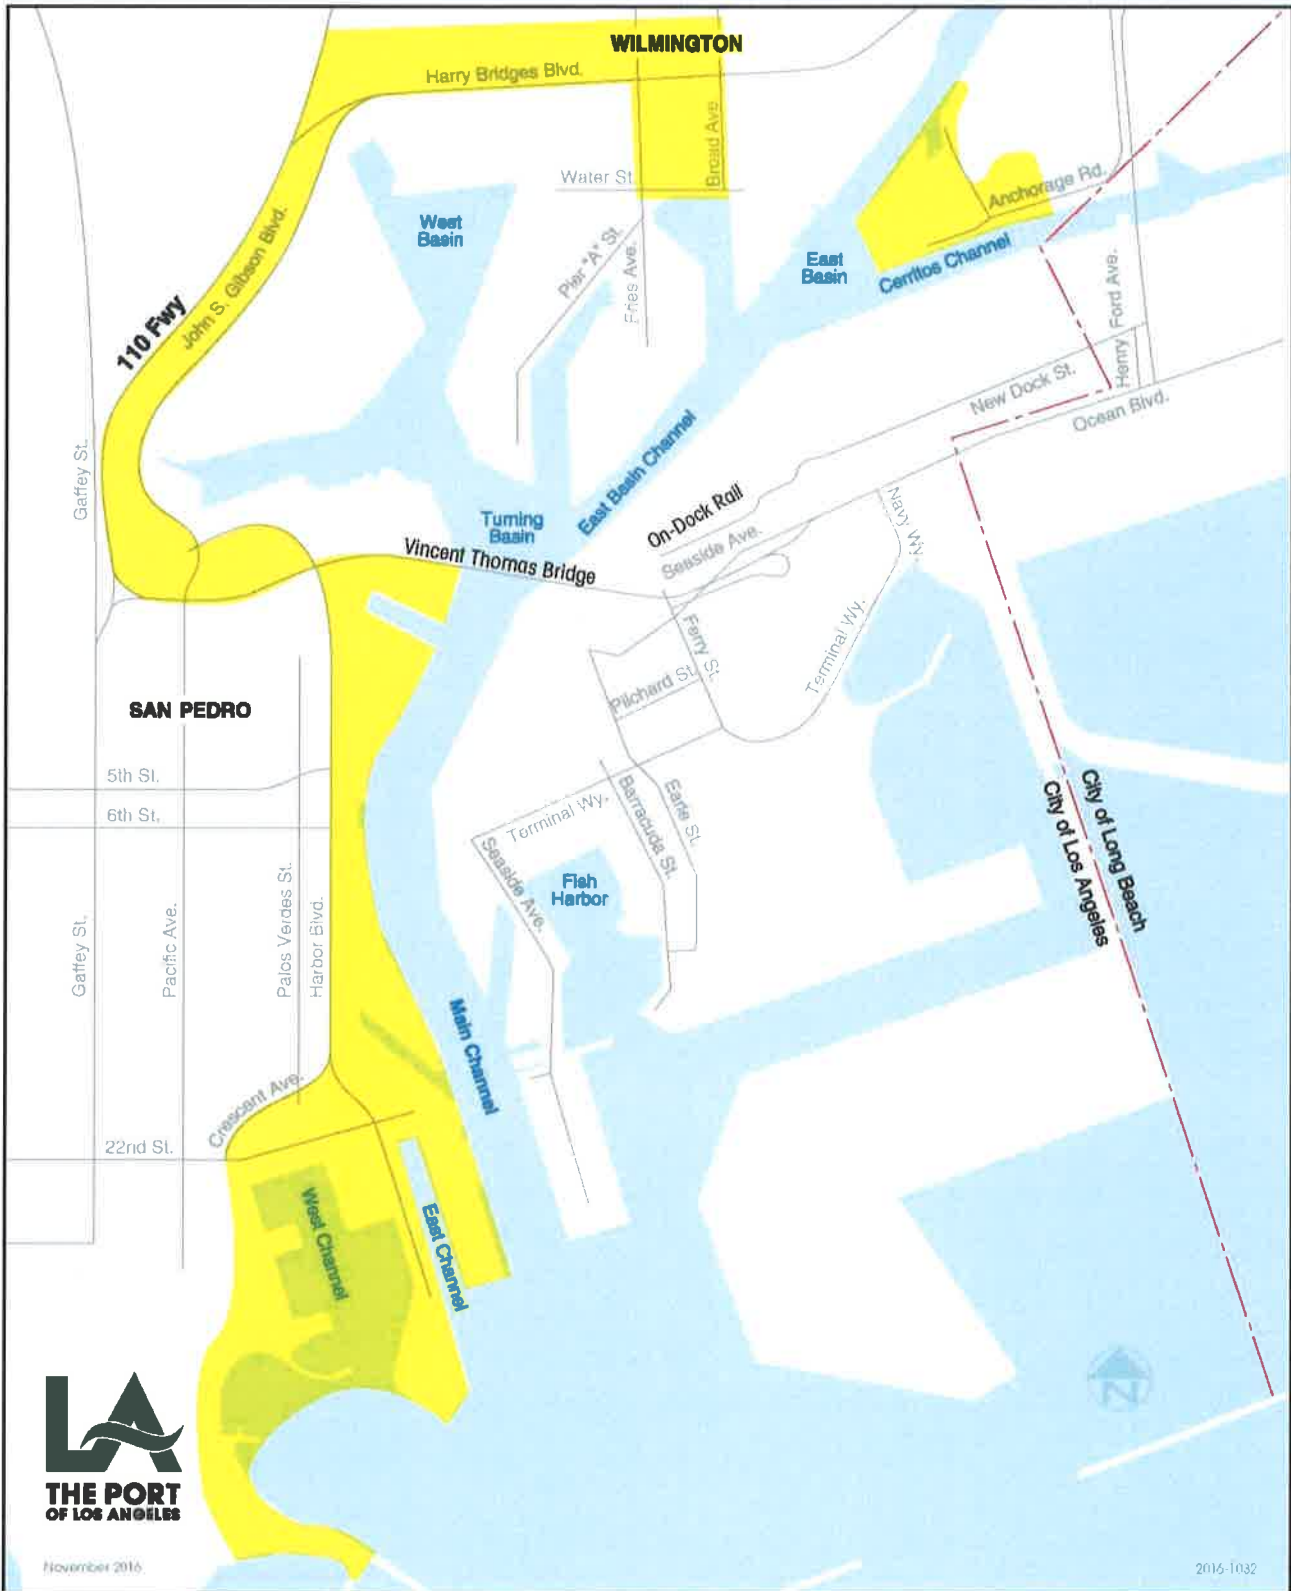 WILMINGTON
Harry Bridges Blvd.
Broad Ave
Water St.
Anchorage Rd.
West
Basin
Pier "A" St.
Fries Ave.
East
Basin
Cerritos Channel
Henry Ford Ave.
110 Fwy
John S. Gibson Blvd.
New Dock St.
Ocean Blvd.
Gaffey St.
East Basin Channel
Turning
Basin
On-Dock Rail
Seaside Ave.
Navy Wy.
Vincent Thomas Bridge
Ferry St.
Terminal Wy.
Pilchard St.
SAN PEDRO
5th St.
6th St.
Terminal Wy.
Barracuda St.
Earle St.
City of Long Beach
City of Los Angeles
Seaside Ave.
Fish
Harbor
Gaffey St.
Pacific Ave.
Palos Verdes St.
Harbor Blvd.
Main Channel
Crescent Ave.
22nd St.
West Channel
East Channel
N
LA
THE PORT
OF LOS ANGELES
November 2016
2016-1032